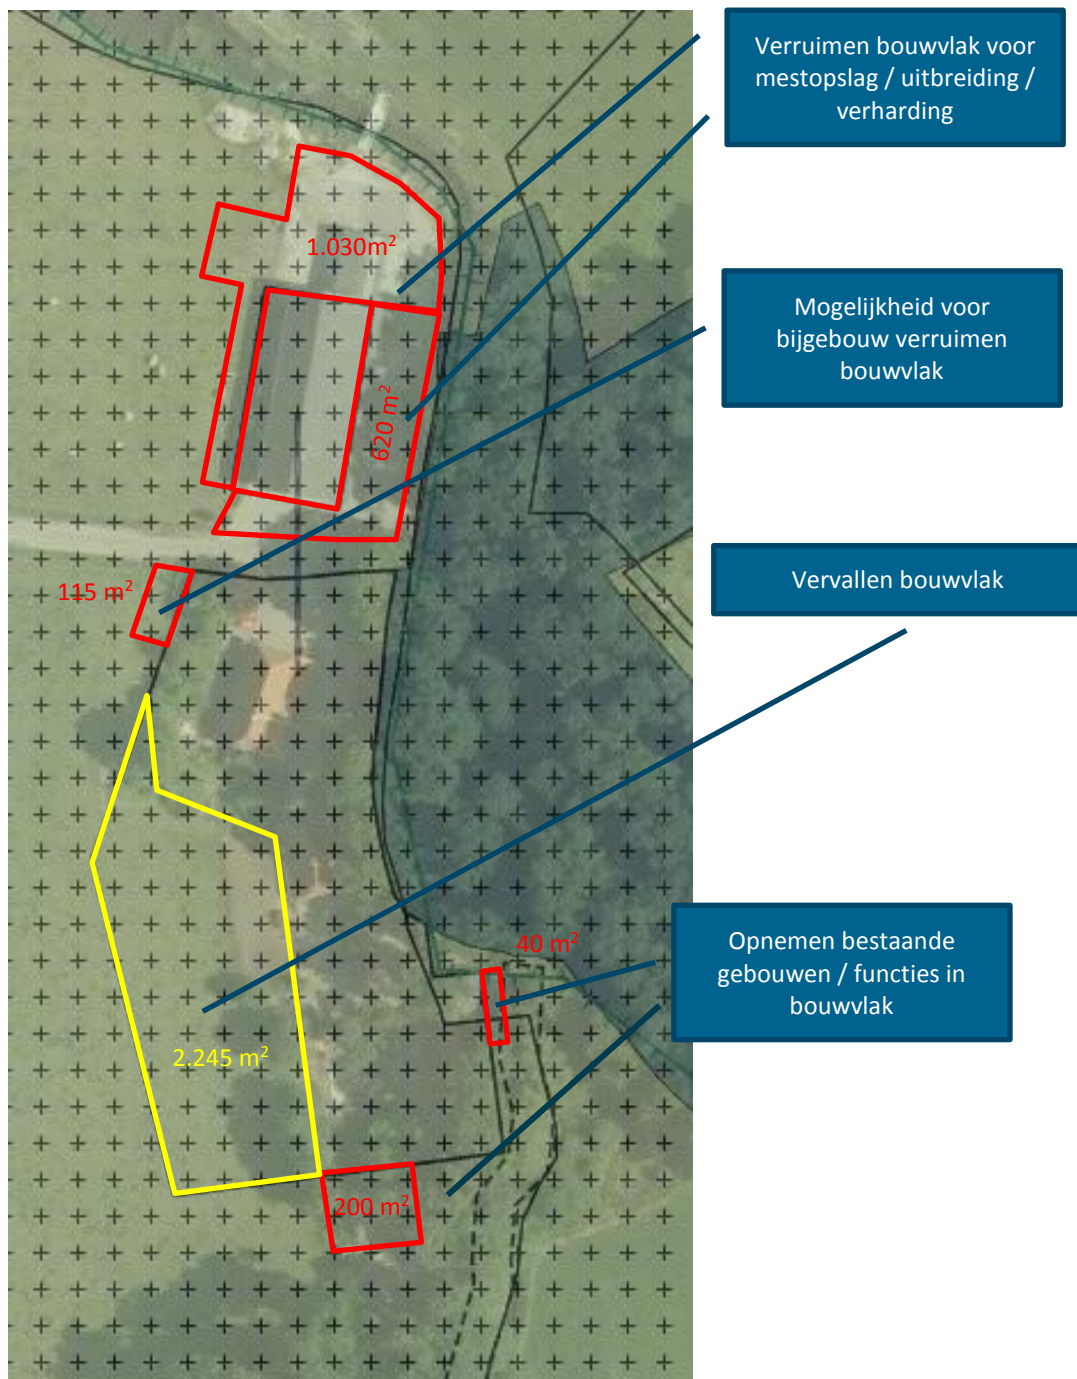 Verruimen bouwvlak voor
mestopslag / uitbreiding /
verharding
1.030m²
Mogelijkheid voor
bijgebouw verruimen
bouwvlak
620 m²
Vervallen bouwvlak
115 m²
Opnemen bestaande
gebouwen / functies in
bouwvlak
40 m²
2.245 m²
200 m²